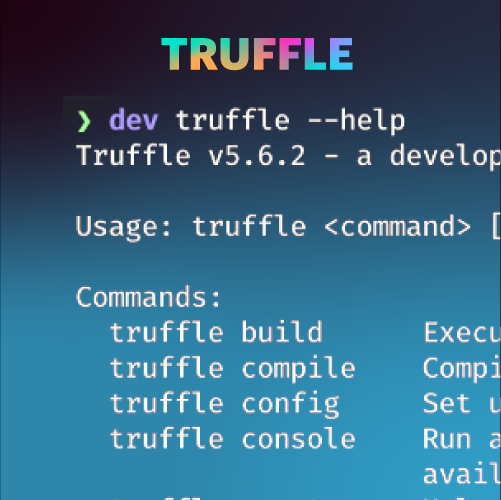 TRUFFLE
❯ dev truffle --help
Truffle v5.6.2 - a develop
Usage: truffle <command> [
Commands:
truffle build Execu
truffle compile Compi
truffle config Set u
truffle console Run a
avail